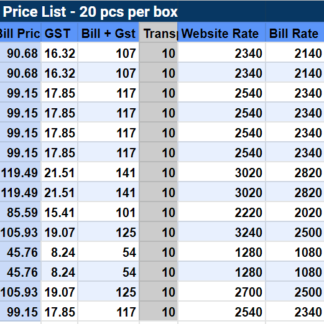 Price List - 20 pcs per box
Bill Pric GST Bill + Gst Transp Website Rate Bill Rate
90.68 16.32 107 10 2340 2140
90.68 16.32 107 10 2340 2140
99.15 17.85 117 10 2540 2340
99.15 17.85 117 10 2540 2340
99.15 17.85 117 10 2540 2340
99.15 17.85 117 10 2540 2340
119.49 21.51 141 10 3020 2820
119.49 21.51 141 10 3020 2820
85.59 15.41 101 10 2220 2020
105.93 19.07 125 10 3240 2500
45.76 8.24 54 10 1280 1080
45.76 8.24 54 10 1280 1080
105.93 19.07 125 10 2700 2500
99.15 17.85 117 10 2540 2340